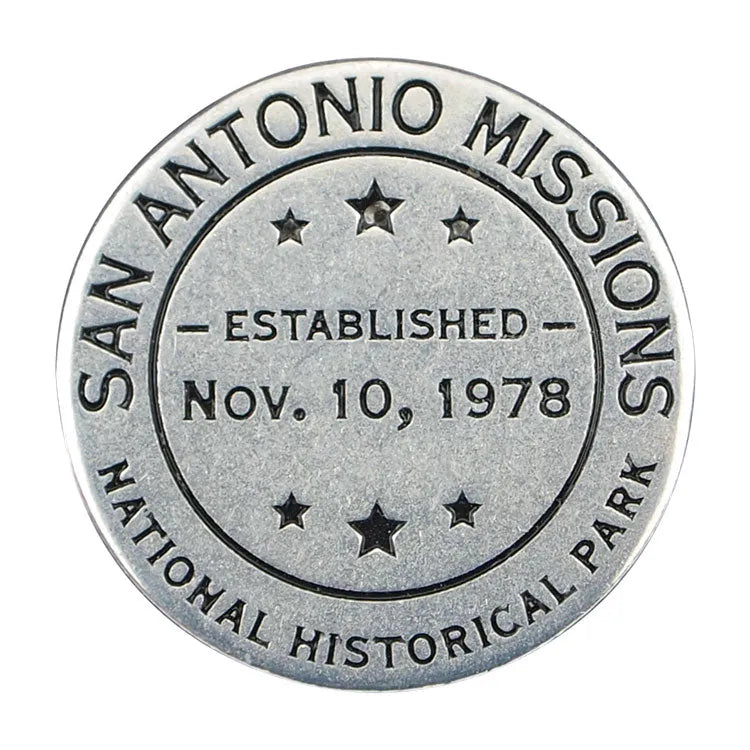 SAN ANTONIO MISSIONS
— ESTABLISHED —
NOV. 10, 1978
NATIONAL HISTORICAL PARK